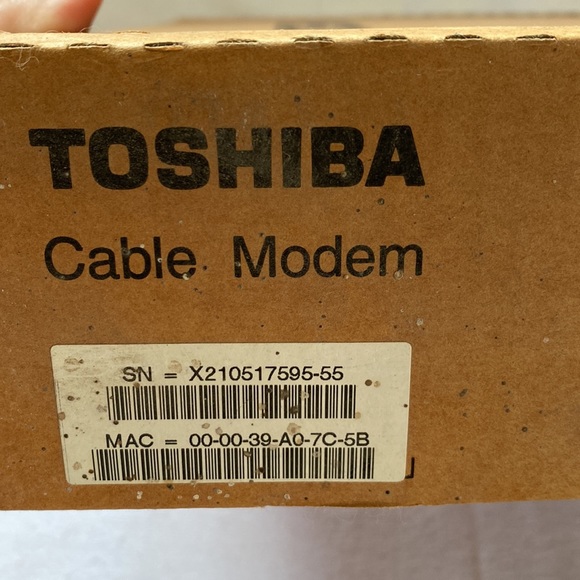 TOSHIBA
Cable Modem
SN = X210517595-55
MAC = 00-00-39-A0-7C-5B